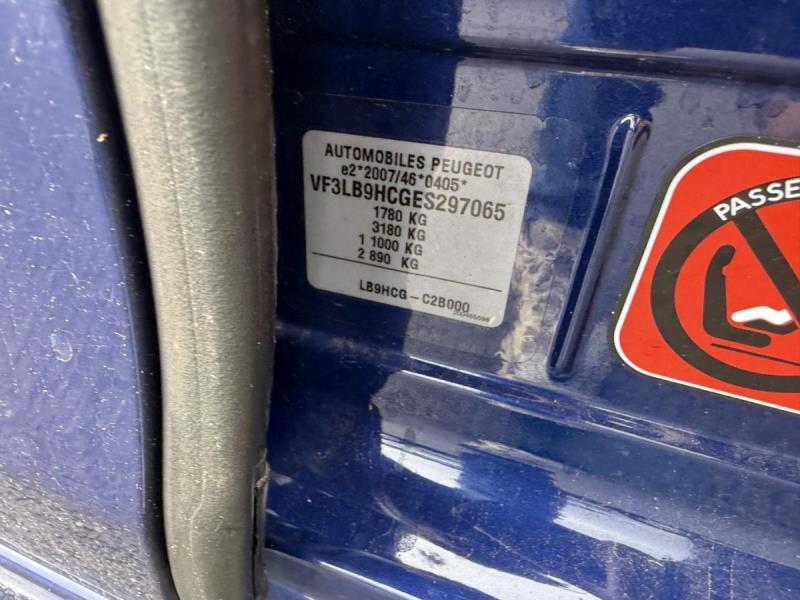 AUTOMOBILES PEUGEOT
e2*2007/46*0405*
VF3LB9HCGES297065
1780 KG
3180 KG
1 1000 KG
2 890 KG
LB9HCG - C2B000